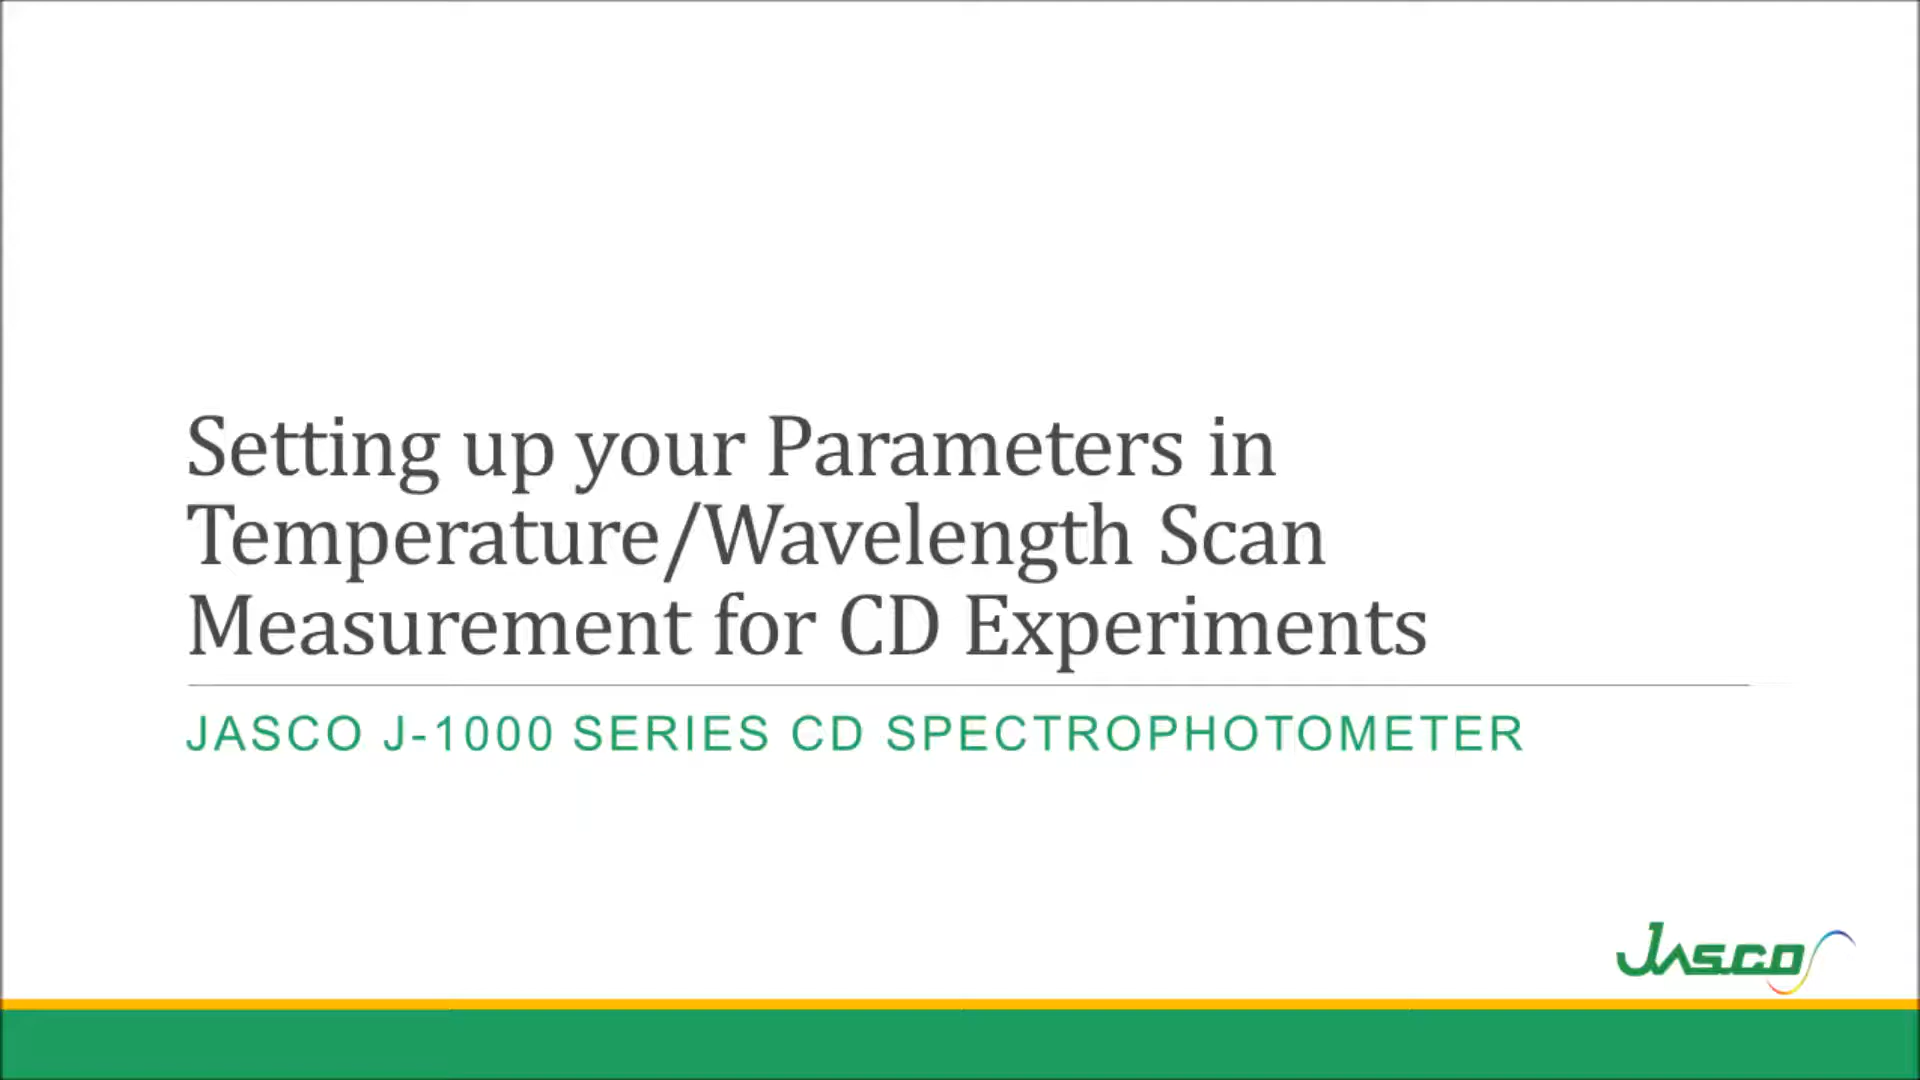 Setting up your Parameters in
Temperature/Wavelength Scan
Measurement for CD Experiments
JASCO J-1000 SERIES CD SPECTROPHOTOMETER
Jasco